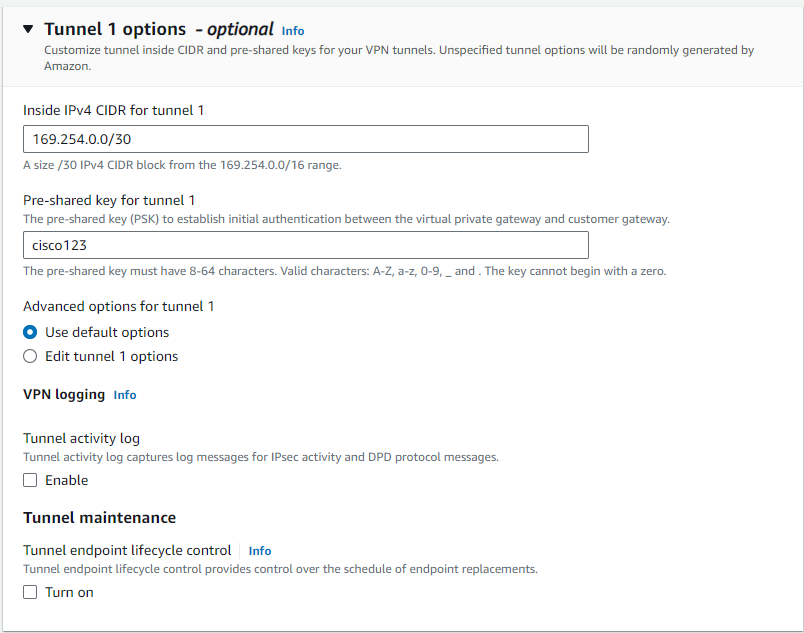 Tunnel 1 options - optional Info
Customize tunnel inside CIDR and pre-shared keys for your VPN tunnels. Unspecified tunnel options will be randomly generated by
Amazon.
Inside IPv4 CIDR for tunnel 1
169.254.0.0/30
A size /30 IPv4 CIDR block from the 169.254.0.0/16 range.
Pre-shared key for tunnel 1
The pre-shared key (PSK) to establish initial authentication between the virtual private gateway and customer gateway.
cisco123
The pre-shared key must have 8-64 characters. Valid characters: A-Z, a-z, 0-9, _ and . The key cannot begin with a zero.
Advanced options for tunnel 1
Use default options
Edit tunnel 1 options
VPN logging Info
Tunnel activity log
Tunnel activity log captures log messages for IPsec activity and DPD protocol messages.
Enable
Tunnel maintenance
Tunnel endpoint lifecycle control Info
Tunnel endpoint lifecycle control provides control over the schedule of endpoint replacements.
Turn on